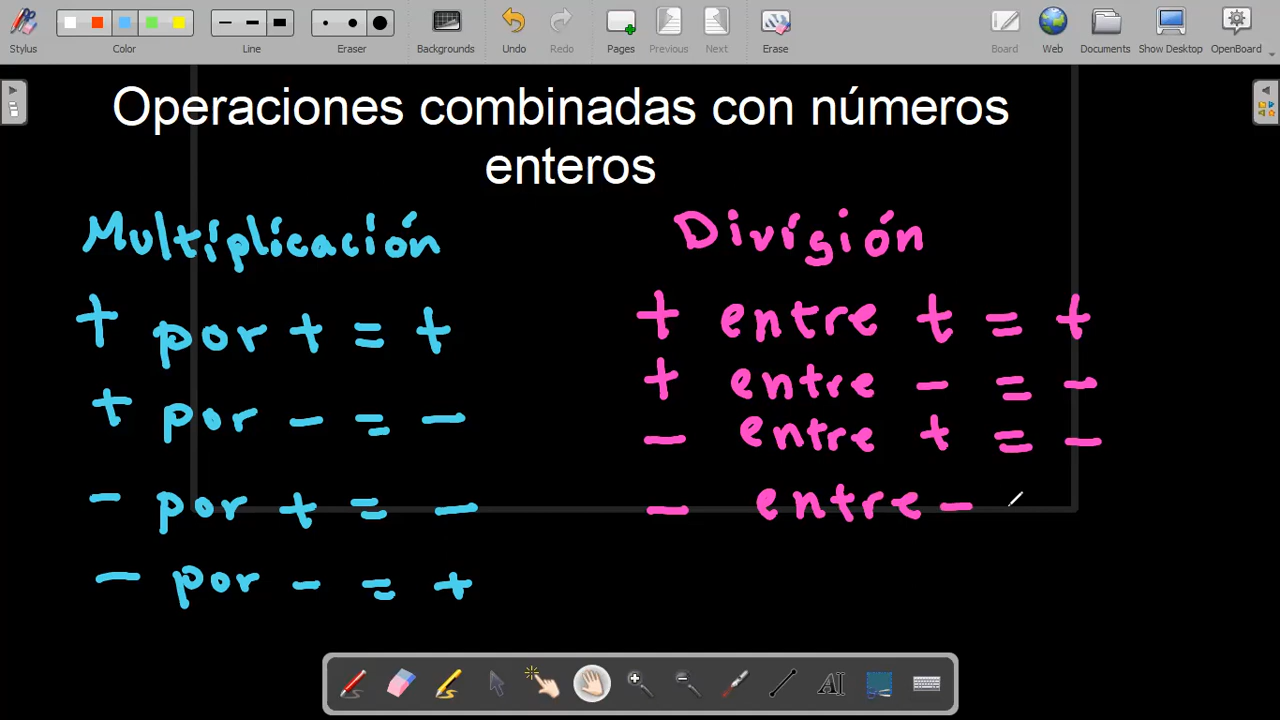 Stylus Color Line Eraser Backgrounds Undo Redo Pages Previous Next Erase Board Web Documents Show Desktop OpenBoard
Operaciones combinadas con números
enteros
Multiplicación
+ por + = +
+ por - = -
- por + = -
- por - = +
División
+ entre + = +
+ entre - = -
- entre + = -
- entre -
AI